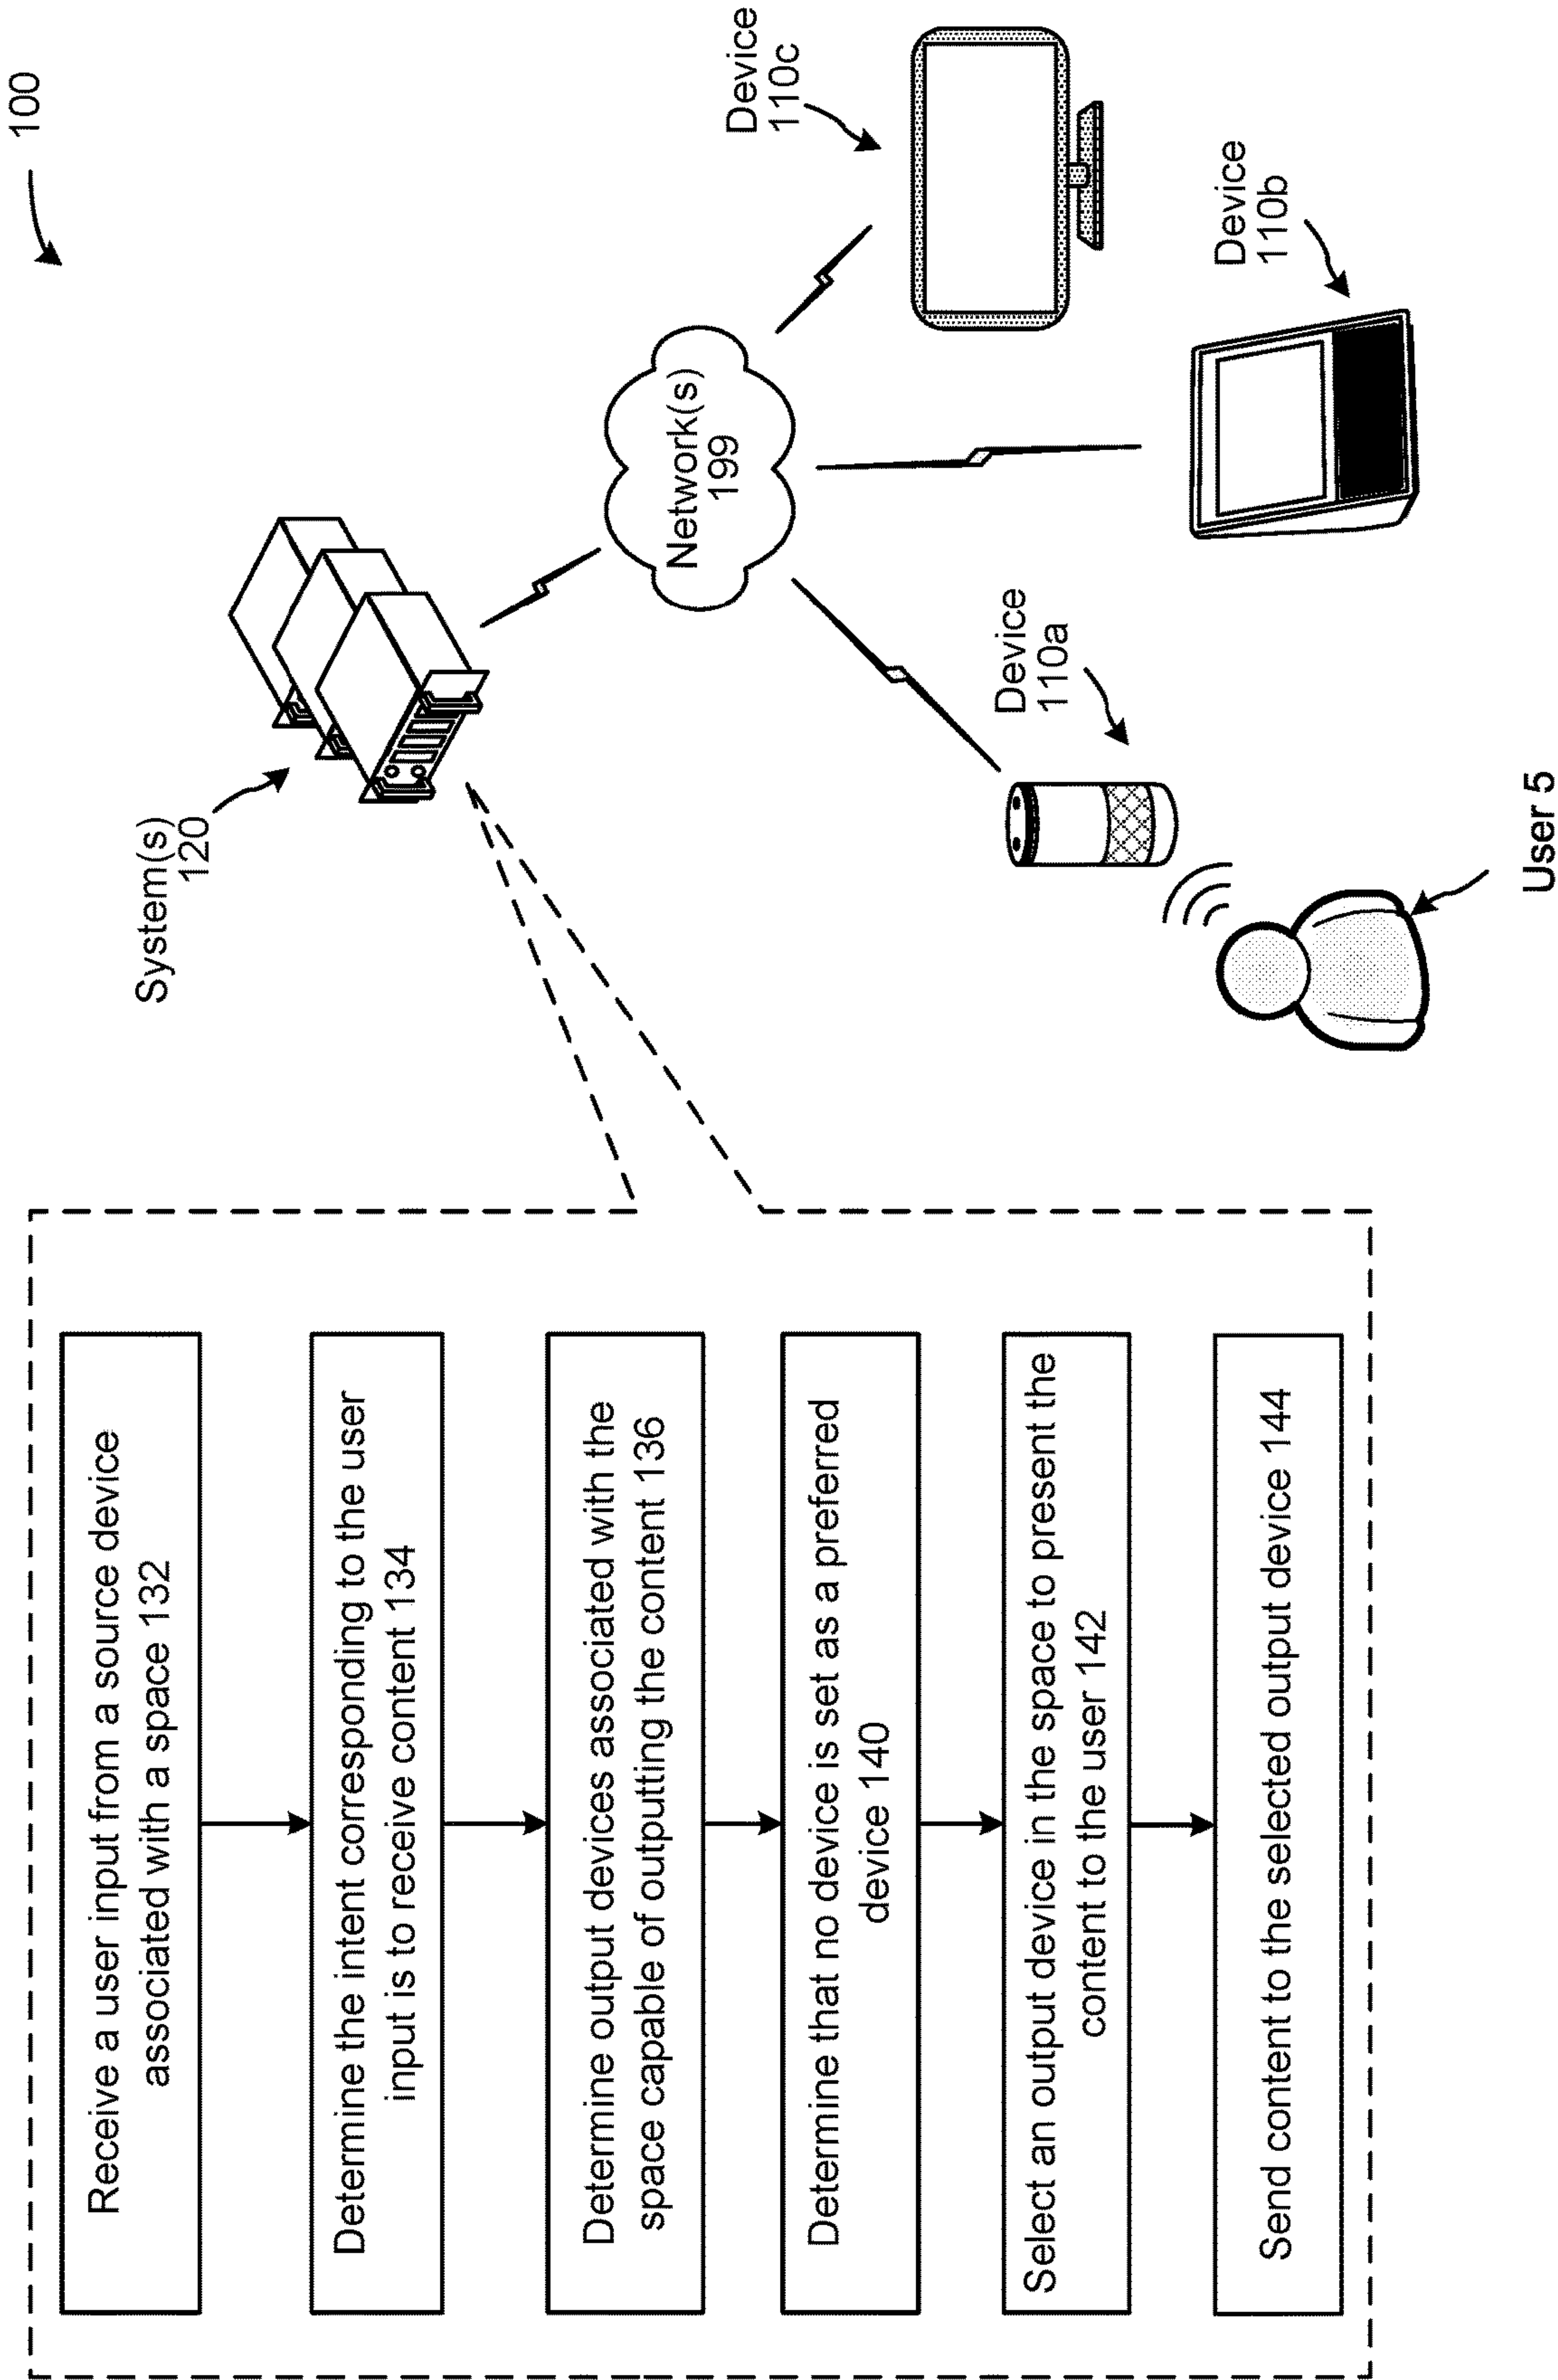 100
System(s)
120
Network(s)
199
Device
110c
Device
110b
Device
110a
User 5
Receive a user input from a source device
associated with a space 132
Determine the intent corresponding to the user
input is to receive content 134
Determine output devices associated with the
space capable of outputting the content 136
Determine that no device is set as a preferred
device 140
Select an output device in the space to present the
content to the user 142
Send content to the selected output device 144